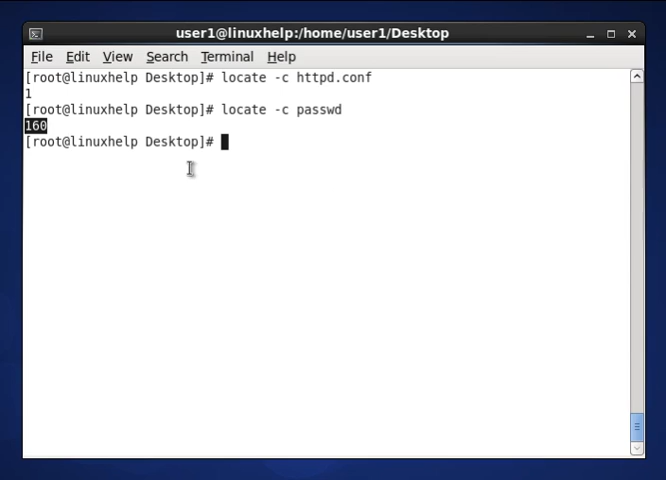 user1@linuxhelp:/home/user1/Desktop
File Edit View Search Terminal Help
[root@linuxhelp Desktop]# locate -c httpd.conf
1
[root@linuxhelp Desktop]# locate -c passwd
160
[root@linuxhelp Desktop]#